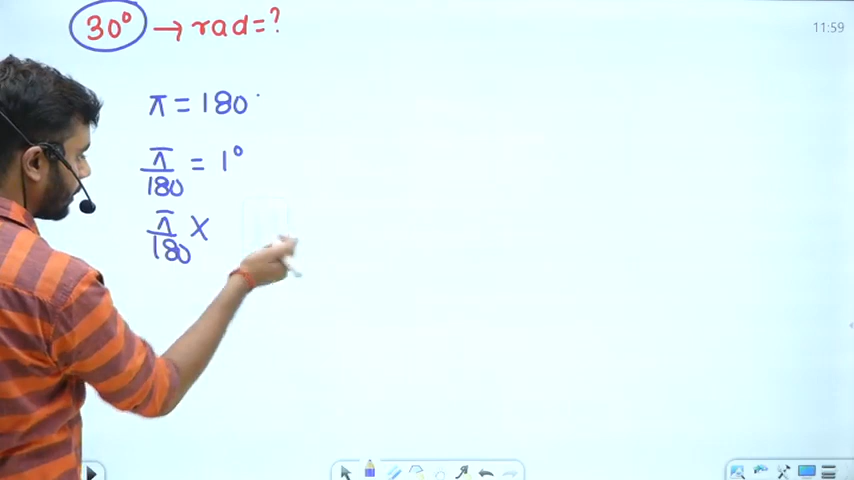 30° → rad = ?
11:59
π = 180°
π/180 = 1°
π/180 ×